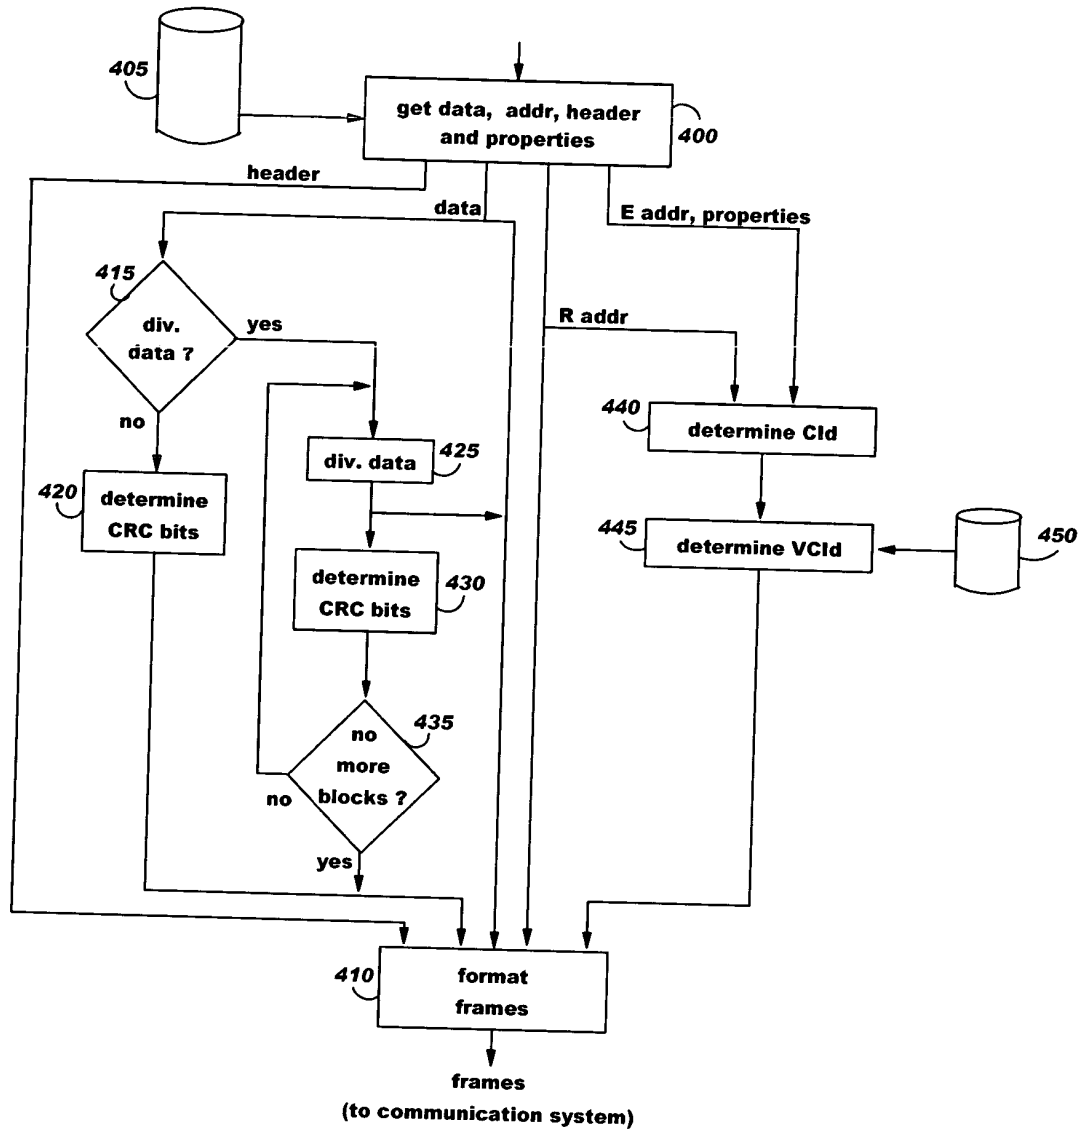 405
get data, addr, header
and properties
400
header
data
E addr, properties
415
div.
data ?
yes
R addr
no
440
determine CId
div. data
425
420
determine
CRC bits
445
determine VCId
450
determine
CRC bits
430
435
no
more
blocks ?
no
yes
410
format
frames
frames
(to communication system)